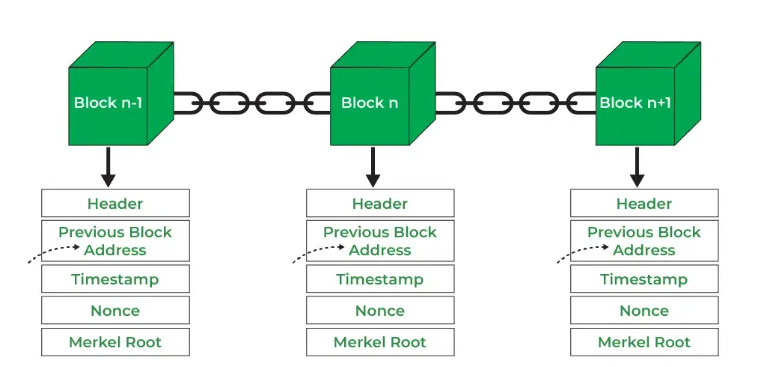 Block n-1
Block n
Block n+1
Header
Previous Block
Address
Timestamp
Nonce
Merkel Root
Header
Previous Block
Address
Timestamp
Nonce
Merkel Root
Header
Previous Block
Address
Timestamp
Nonce
Merkel Root